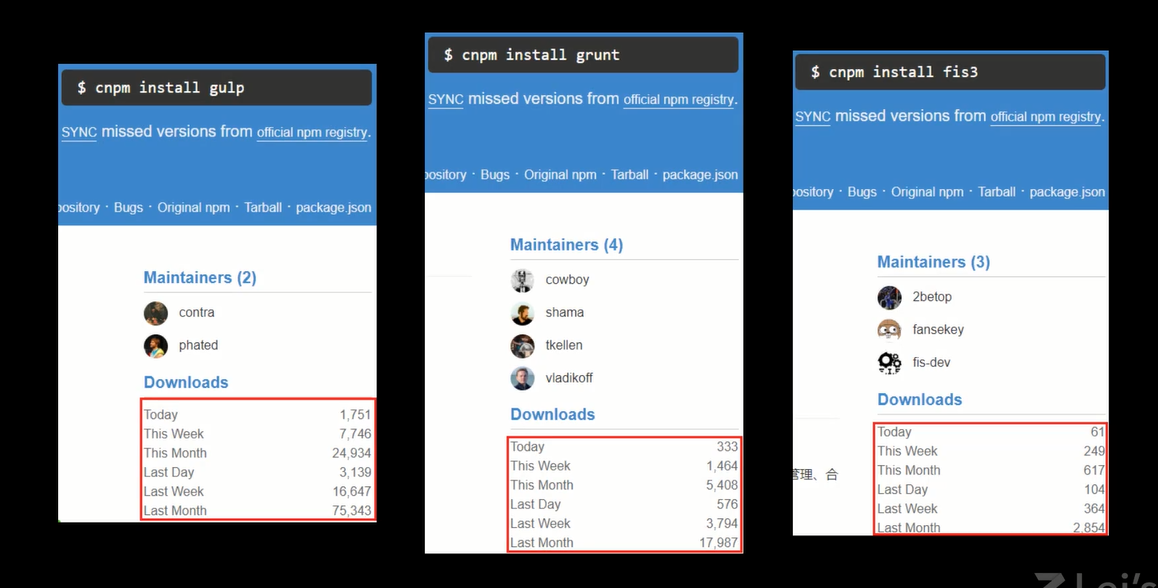 $ cnpm install gulp
SYNC missed versions from official npm registry.
pository · Bugs · Original npm · Tarball · package.json
Maintainers (2)
contra
phated
Downloads
Today 1,751
This Week 7,746
This Month 24,934
Last Day 3,139
Last Week 16,647
Last Month 75,343
$ cnpm install grunt
SYNC missed versions from official npm registry.
pository · Bugs · Original npm · Tarball · package.json
Maintainers (4)
cowboy
shama
tkellen
vladikoff
Downloads
Today 333
This Week 1,464
This Month 5,408
Last Day 576
Last Week 3,794
Last Month 17,987
$ cnpm install fis3
SYNC missed versions from official npm registry.
pository · Bugs · Original npm · Tarball · package.json
Maintainers (3)
2betop
fansekey
fis-dev
Downloads
Today 61
This Week 249
This Month 617
Last Day 104
Last Week 364
Last Month 2,854
管理、合